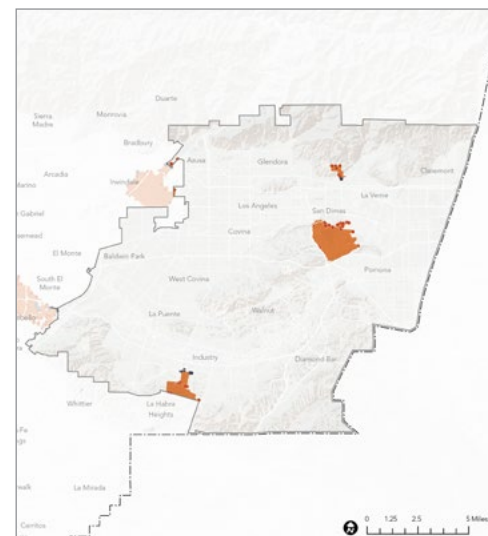 Duarte
Sierra
Madre
Monrovia
Bradbury
Azusa
Glendora
Claremont
Arcadia
Irwindale
La Verne
Marino
Gabriel
Los Angeles
San Dimas
Covina
El Monte
Baldwin Park
Pomona
South El
Monte
West Covina
La Puente
Walnut
Industry
Diamond Bar
Whittier
La Habra
Heights
La Mirada
Cerritos
0 1.25 2.5 5 Miles